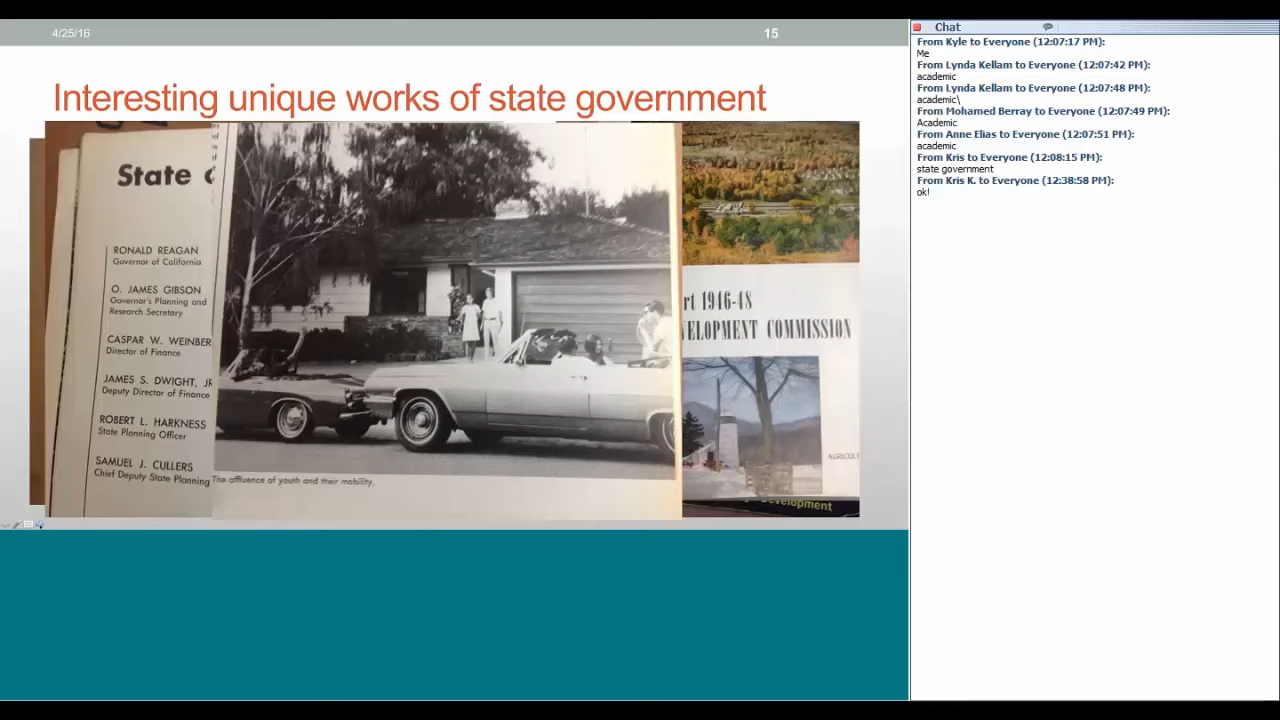 4/25/16
15
Interesting unique works of state government
State
RONALD REAGAN
Governor of California
O. JAMES GIBSON
Governor's Planning and
Research Secretary
CASPAR W. WEINBER
Director of Finance
JAMES S. DWIGHT, JR
Deputy Director of Finance
ROBERT L. HARKNESS
State Planning Officer
SAMUEL J. CULLERS
Chief Deputy State Planning
The affluence of youth and their mobility.
rt 1946-48
VELOPMENT COMMISSION
AGRICUL
Development
Chat
From Kyle to Everyone (12:07:17 PM):
Me
From Lynda Kellam to Everyone (12:07:42 PM):
academic
From Lynda Kellam to Everyone (12:07:48 PM):
academic\
From Mohamed Berray to Everyone (12:07:49 PM):
Academic
From Anne Elias to Everyone (12:07:51 PM):
academic
From Kris to Everyone (12:08:15 PM):
state government
From Kris K. to Everyone (12:38:58 PM):
ok!